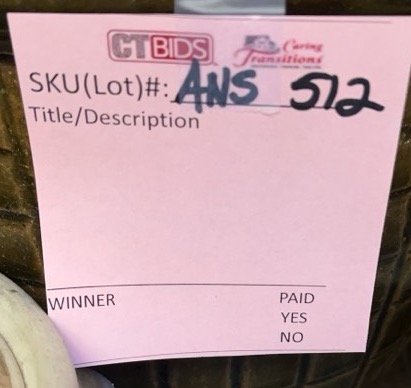 CTBIDS Caring Transitions
SKU(Lot)#: ANS 512
Title/Description
WINNER PAID
YES
NO